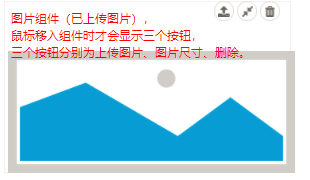 图片组件（已上传图片），
鼠标移入组件时才会显示三个按钮，
三个按钮分别为上传图片、图片尺寸、删除。